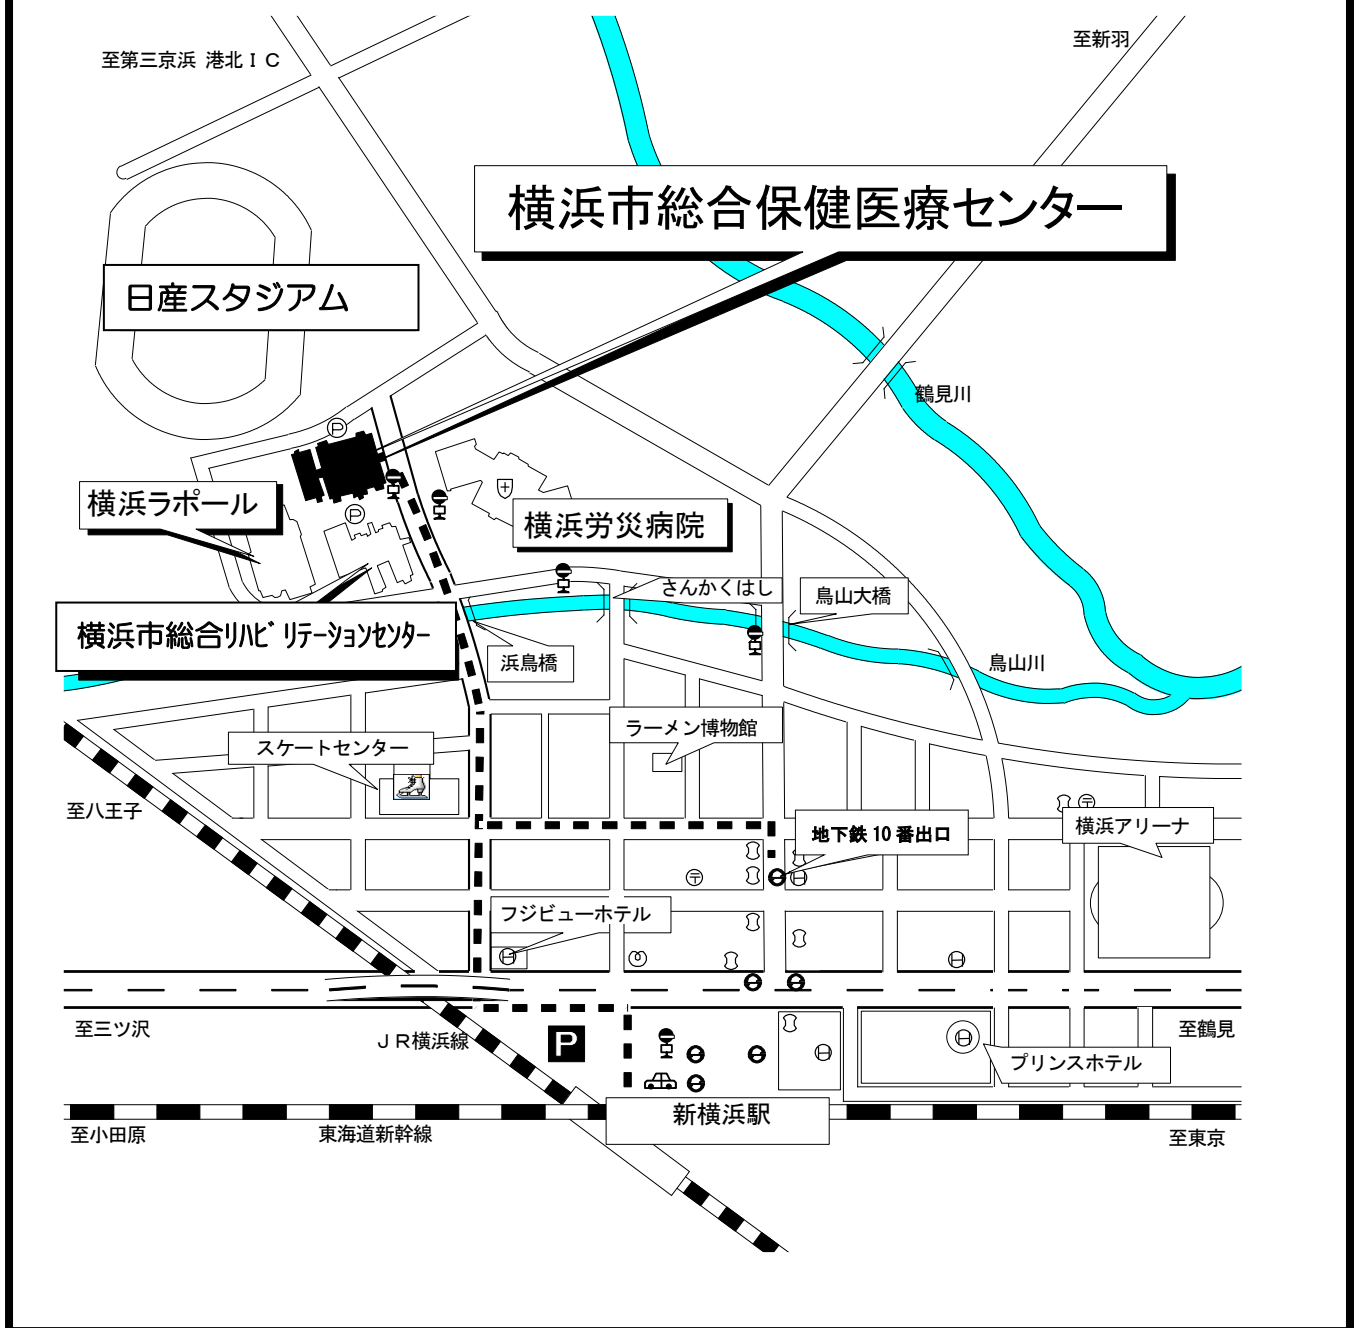 至第三京浜 港北ＩＣ
至新羽
横浜市総合保健医療センター
日産スタジアム
鶴見川
P
横浜ラポール
P
横浜労災病院
さんかくはし
鳥山大橋
横浜市総合ﾘﾊﾋﾞﾘﾃｰｼｮﾝｾﾝﾀｰ
浜鳥橋
鳥山川
ラーメン博物館
スケートセンター
至八王子
〒
横浜アリーナ
地下鉄 10 番出口
〒
H
フジビューホテル
H
H
至三ツ沢
ＪＲ横浜線
P
H
H
至鶴見
プリンスホテル
新横浜駅
至小田原
東海道新幹線
至東京